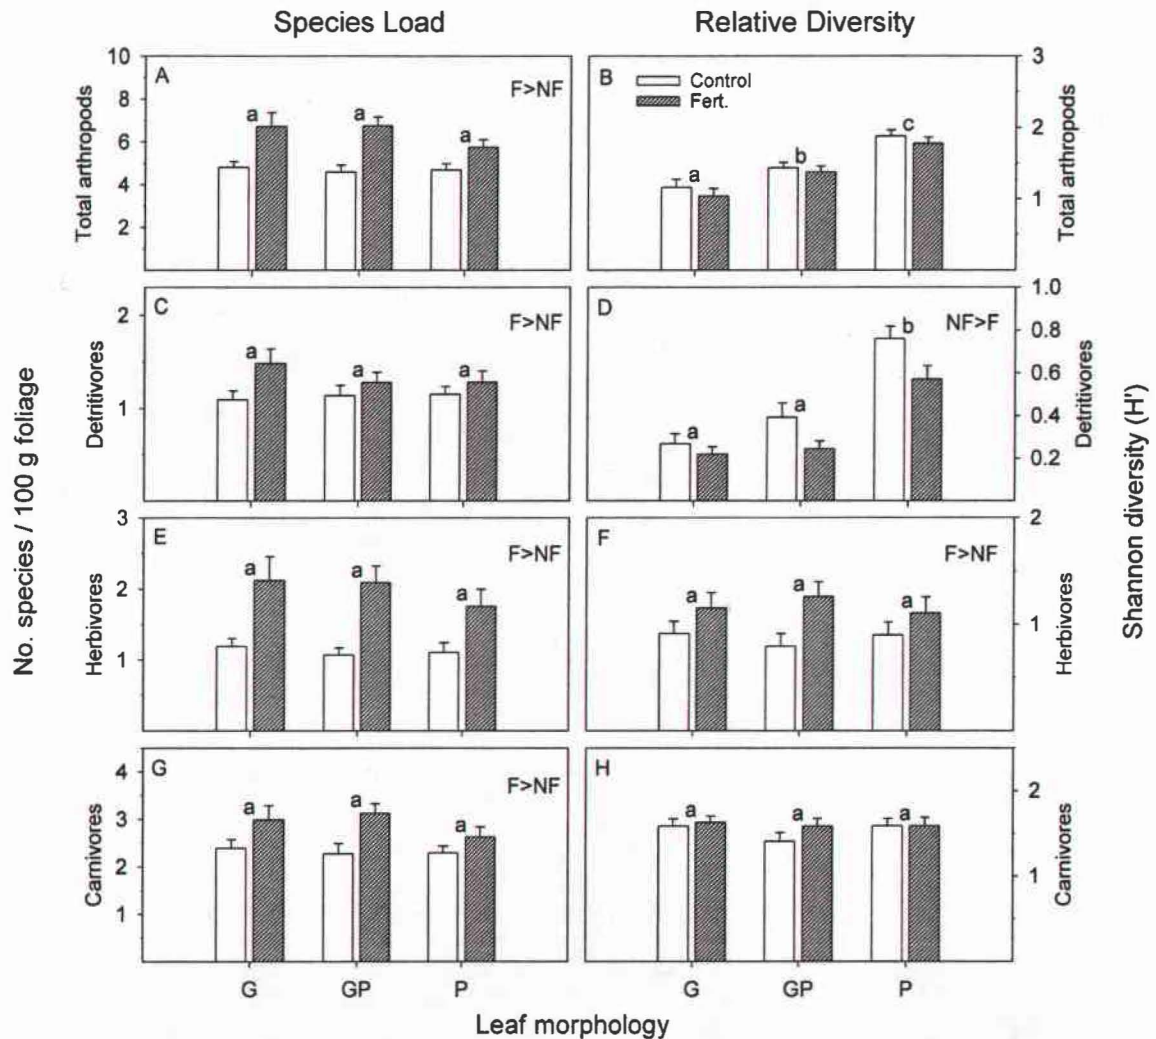 Species Load
Relative Diversity
No. species / 100 g foliage
Shannon diversity (H')
Total arthropods
10
8
6
4
2
A
F>NF
a
a
a
B
Control
Fert.
a
b
c
3
2
1
Total arthropods
Detritivores
2
1
C
F>NF
a
a
a
D
NF>F
a
a
b
1.0
0.8
0.6
0.4
0.2
Detritivores
Herbivores
3
2
1
E
F>NF
a
a
a
F
F>NF
a
a
a
2
1
Herbivores
Carnivores
4
3
2
1
G
F>NF
a
a
a
H
a
a
a
2
1
Carnivores
G
GP
P
G
GP
P
Leaf morphology